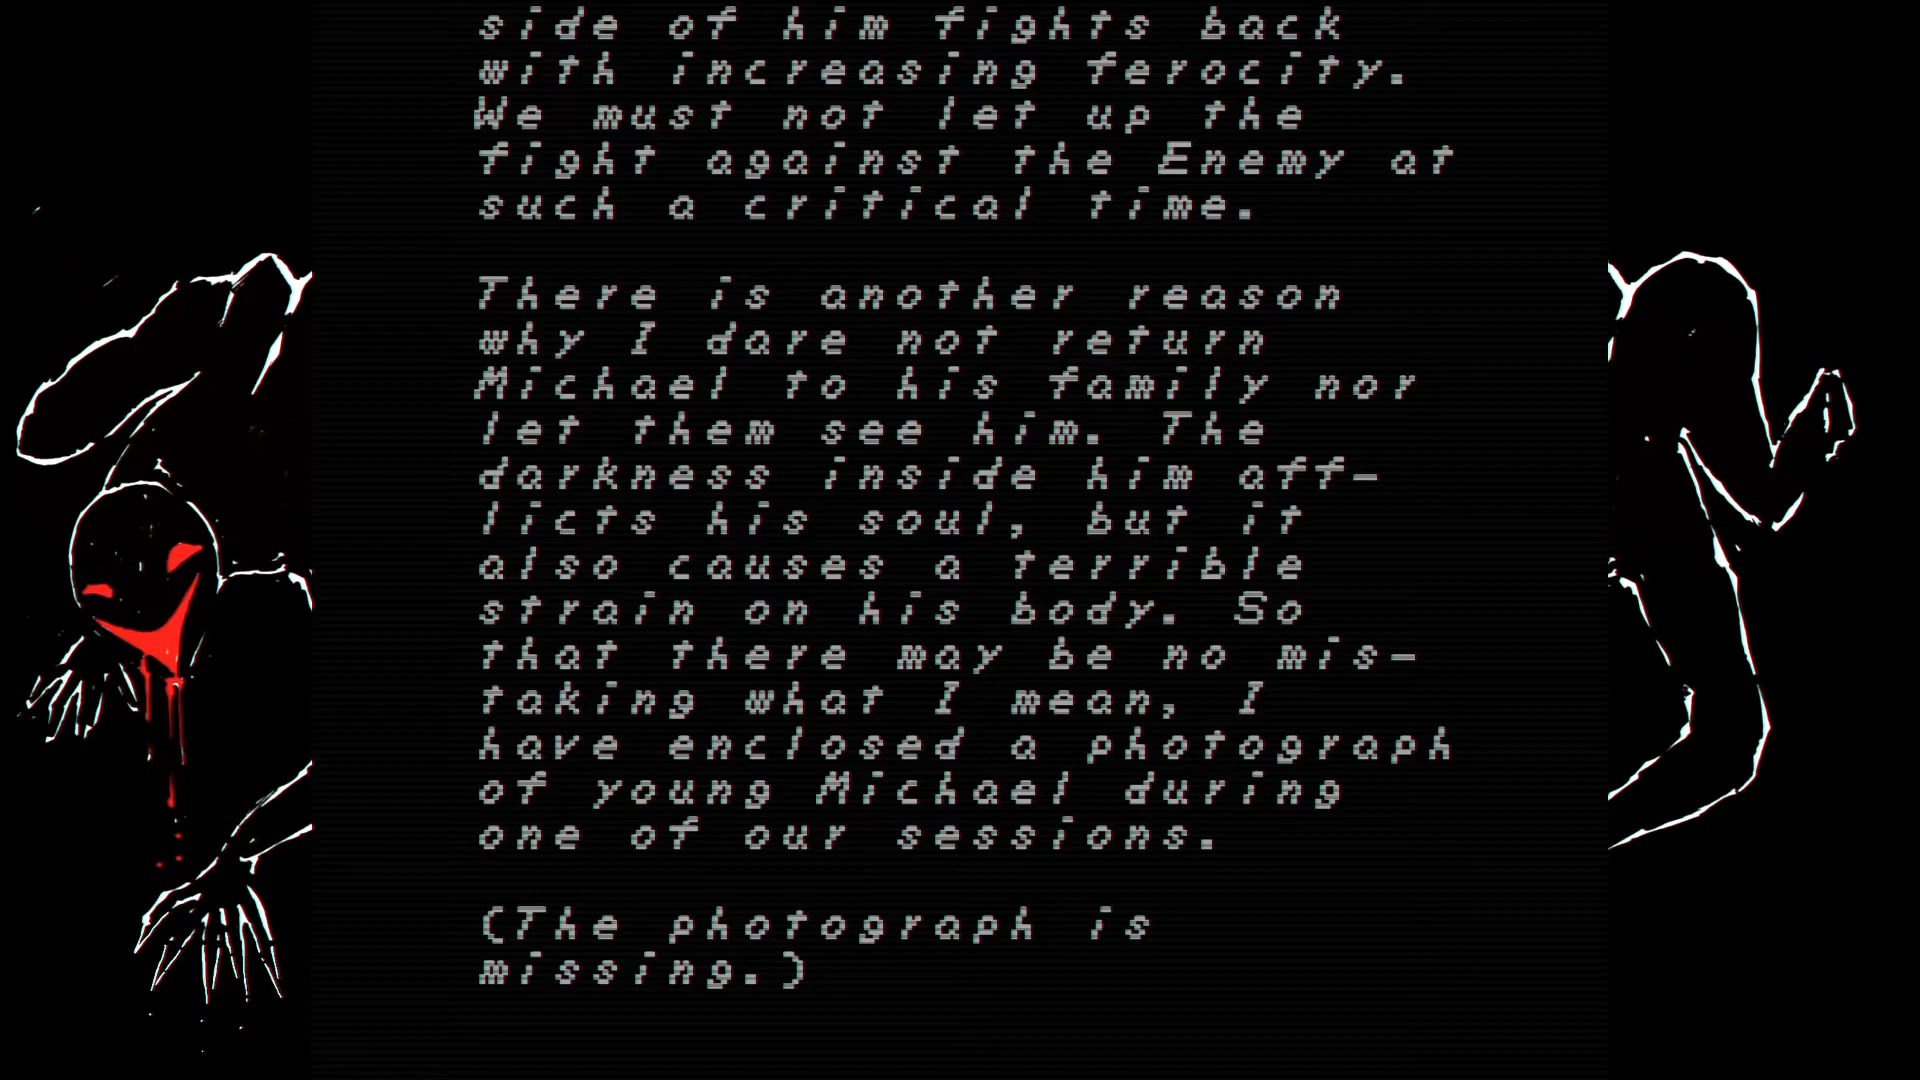 side of him fights back
with increasing ferocity.
We must not let up the
fight against the Enemy at
such a critical time.
There is another reason
why I dare not return
Michael to his family nor
let them see him. The
darkness inside him aff-
licts his soul, but it
also causes a terrible
strain on his body. So
that there may be no mis-
taking what I mean, I
have enclosed a photograph
of young Michael during
one of our sessions.
(The photograph is
missing.)